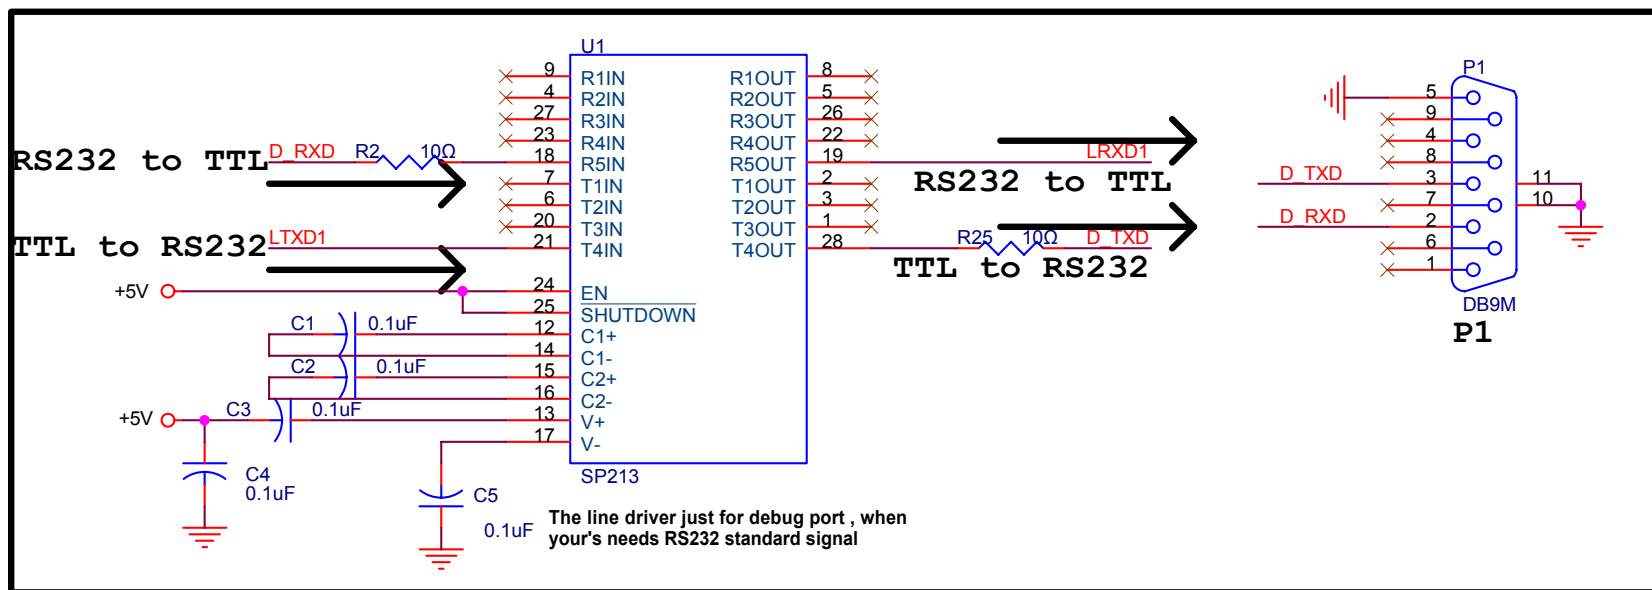 U1
9 R1IN R1OUT 8
4 R2IN R2OUT 5
27 R3IN R3OUT 26
23 R4IN R4OUT 22
RS232 to TTL D_RXD R2 10Ω 18 R5IN R5OUT 19 LRXD1
7 T1IN T1OUT 2 RS232 to TTL
6 T2IN T2OUT 3
20 T3IN T3OUT 1
TTL to RS232 LTXD1 21 T4IN T4OUT 28 R25 10Ω D_TXD
TTL to RS232
+5V 24 EN
25 SHUTDOWN
C1 0.1uF 12 C1+
14 C1-
C2 0.1uF 15 C2+
16 C2-
+5V C3 0.1uF 13 V+
17 V-
SP213
C4
0.1uF
C5
0.1uF
The line driver just for debug port , when
your's needs RS232 standard signal
P1
5
9
4
8
D_TXD 3 11
7 10
D_RXD 2
6
1
DB9M
P1